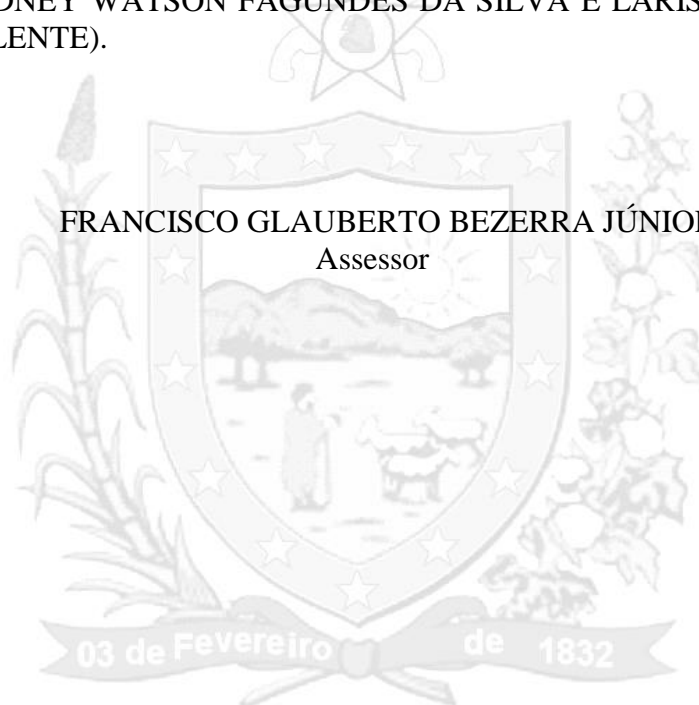 DNEY WATSON FAGUNDES DA SILVA E LARIS
LENTE).
FRANCISCO GLAUBERTO BEZERRA JÚNIO
Assessor
03 de Fevereiro de 1832